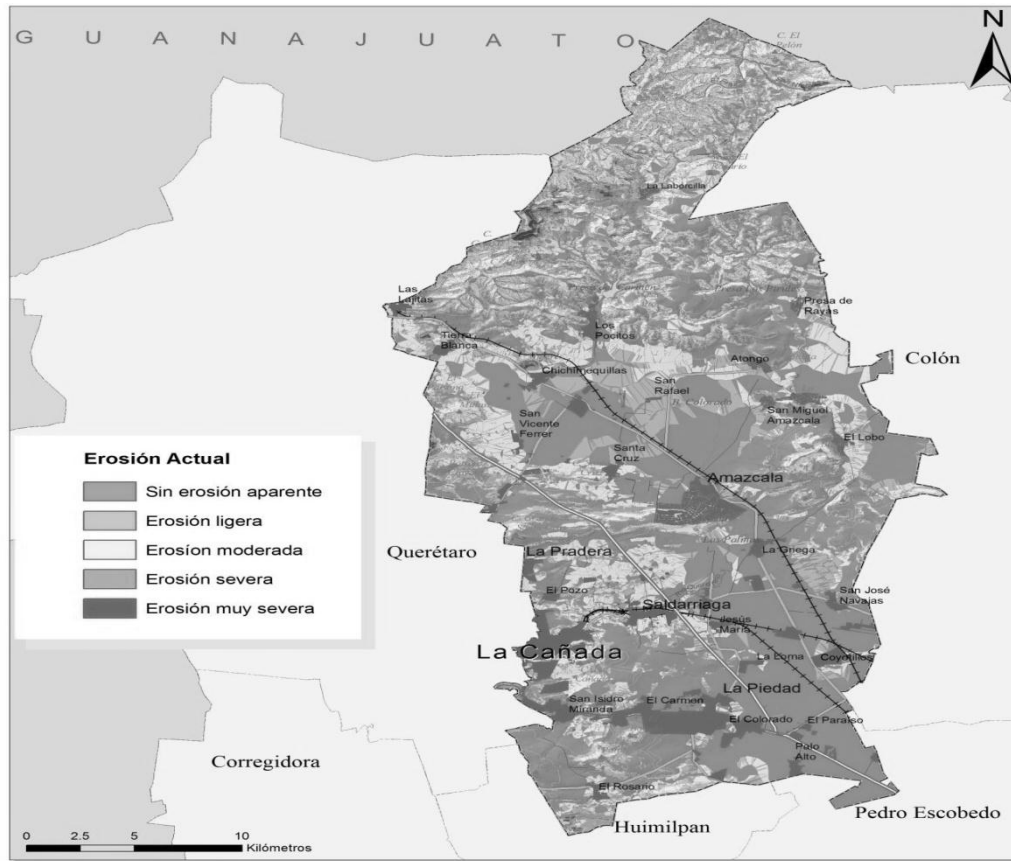 G U A N A J U A T O
N
C. El
Pelón
La Laborcilla
C.
Las
Lajitas
Presa de
Rayas
Los
Pocitos
Tierra
Blanca
Atongo
Colón
Chichimequillas
San
Rafael
San Miguel
Amazcala
San
Vicente
Ferrer
El Lobo
Santa
Cruz
Amazcala
Erosión Actual
Sin erosión aparente
Erosión ligera
Erosíon moderada
Erosión severa
Erosión muy severa
Querétaro
La Pradera
La Griega
El Pozo
San José
Navajas
Saldarriaga
Jesús
María
La Cañada
La Loma
Coyotillos
La Piedad
San Isidro
Miranda
El Carmen
El Colorado
El Paraíso
Palo
Alto
Corregidora
El Rosario
Pedro Escobedo
Huimilpan
0 2.5 5 10
Kilómetros